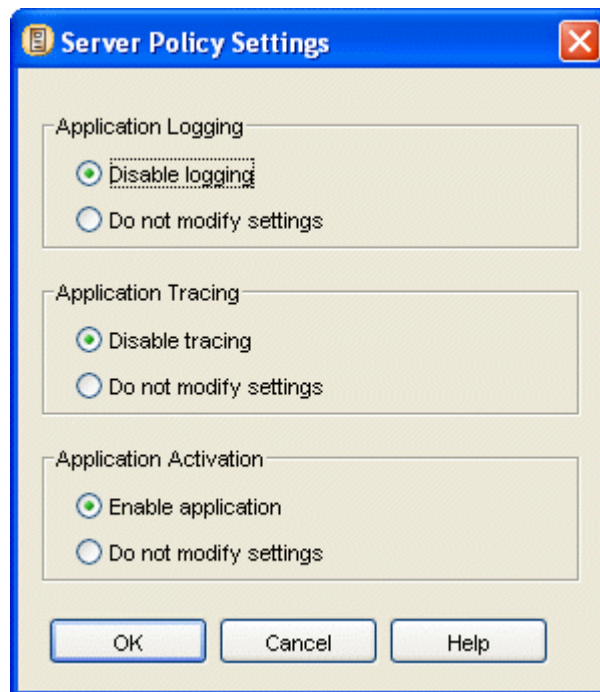 Server Policy Settings
Application Logging
Disable logging
Do not modify settings
Application Tracing
Disable tracing
Do not modify settings
Application Activation
Enable application
Do not modify settings
OK Cancel Help